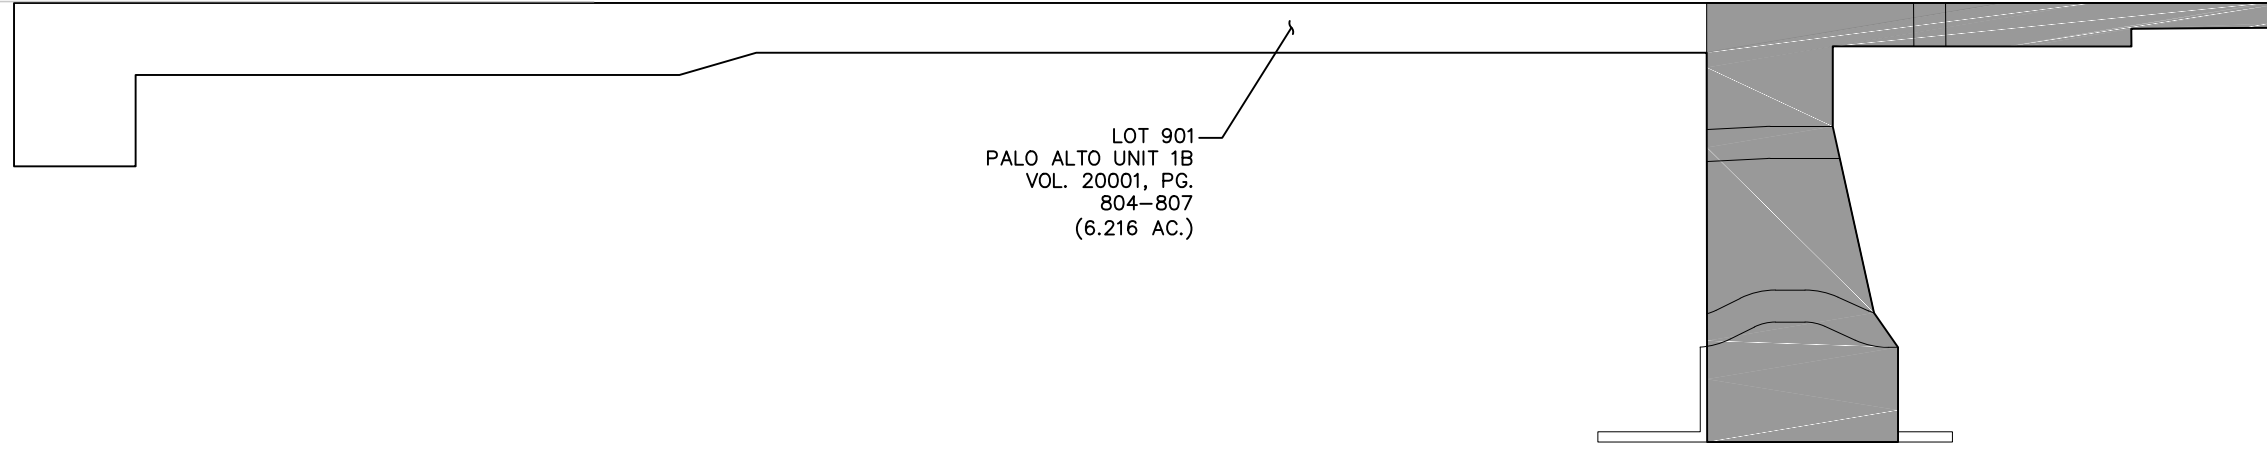 LOT 901
PALO ALTO UNIT 1B
VOL. 20001, PG.
804-807
(6.216 AC.)